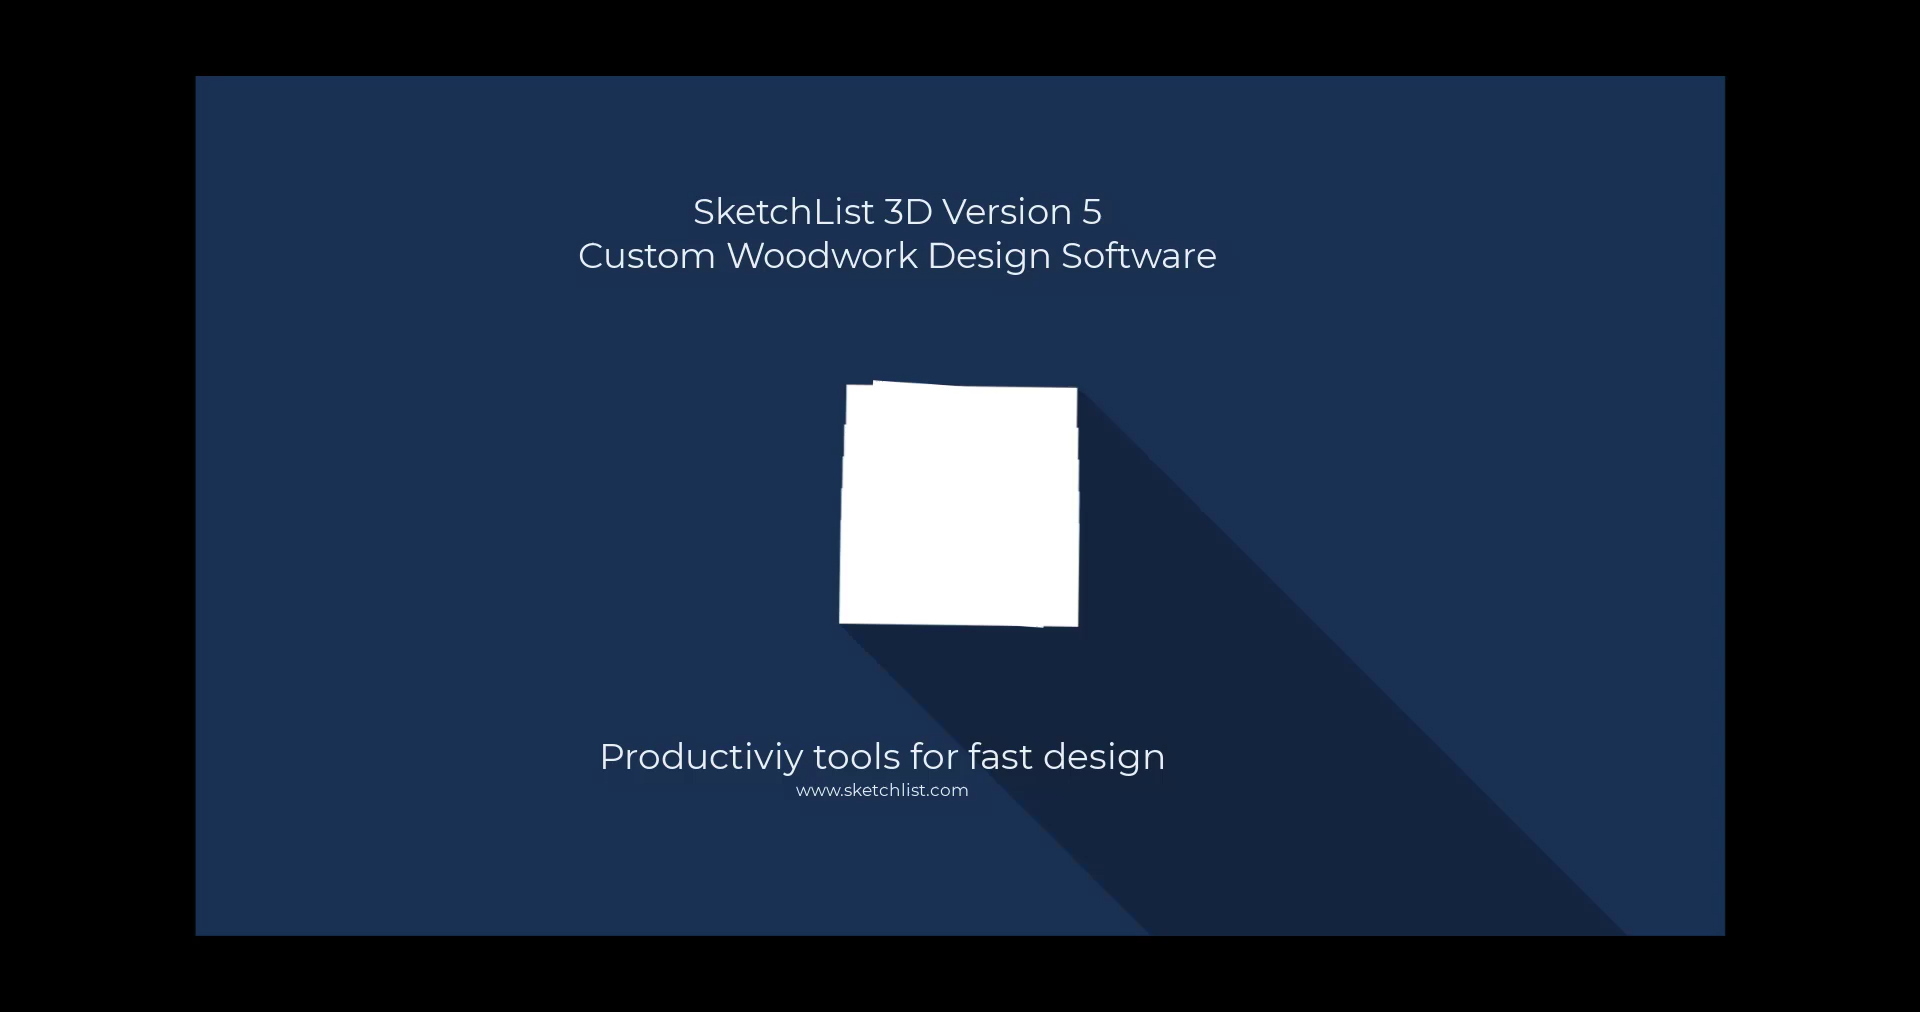 SketchList 3D Version 5
Custom Woodwork Design Software
Productiviy tools for fast design
www.sketchlist.com